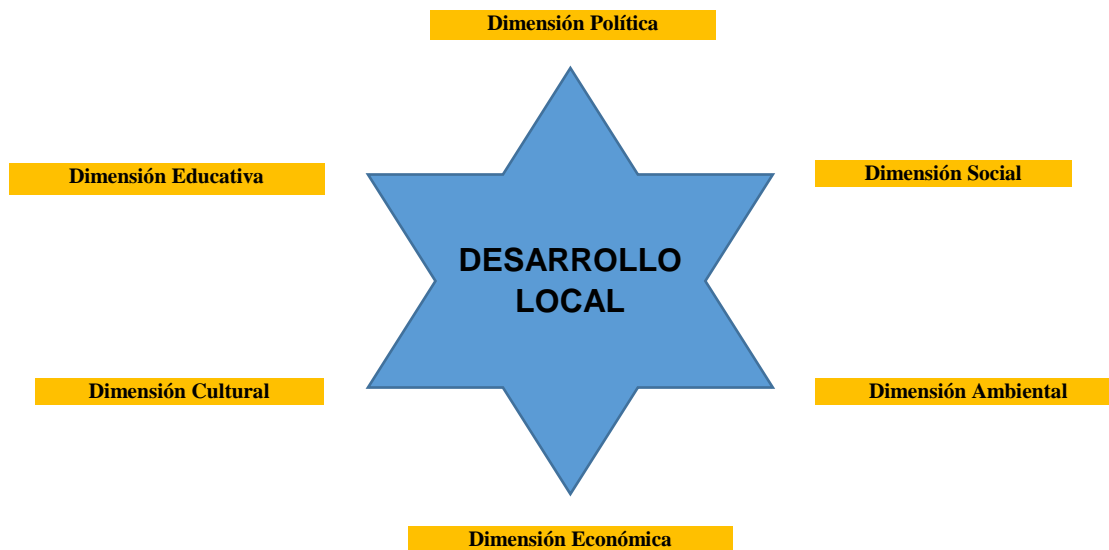 Dimensión Política
Dimensión Educativa
Dimensión Social
DESARROLLO
LOCAL
Dimensión Cultural
Dimensión Ambiental
Dimensión Económica